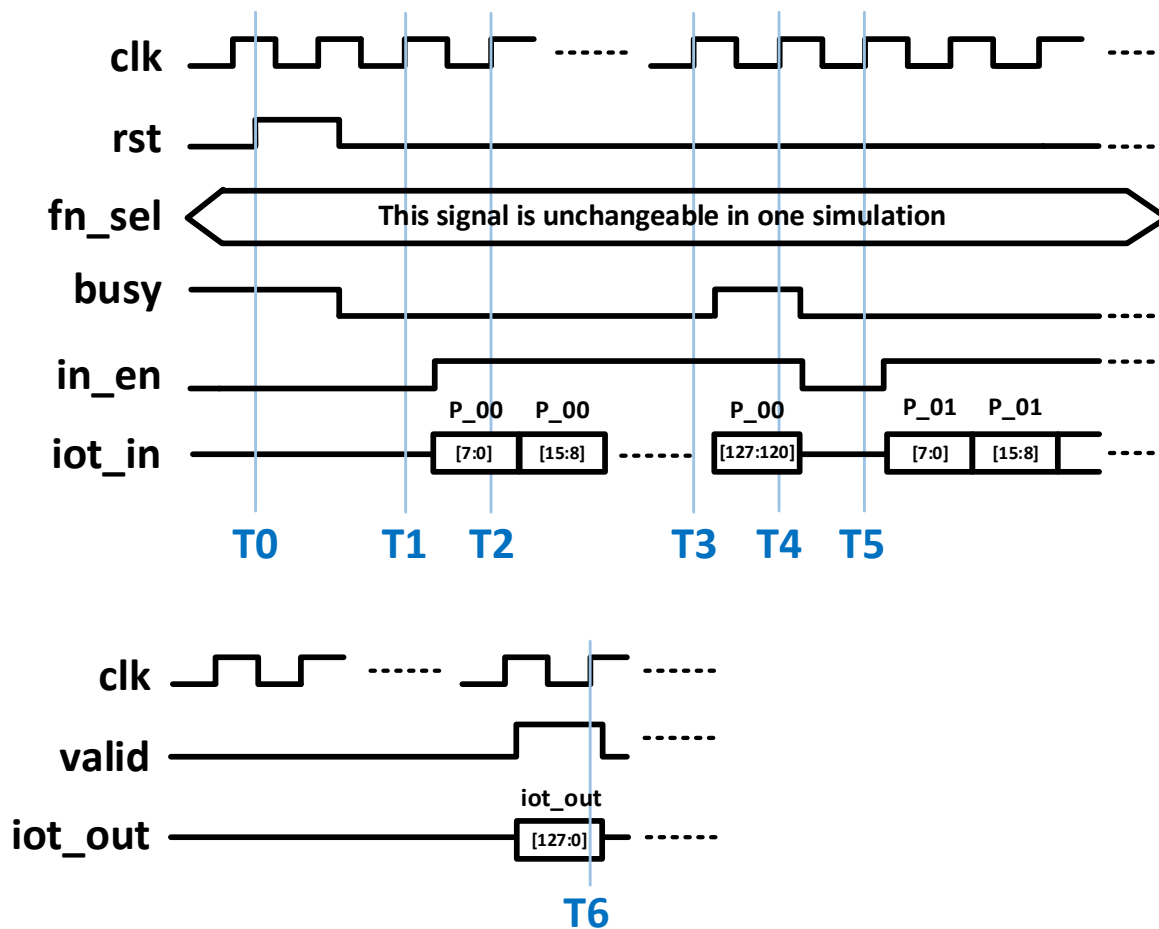 clk
rst
fn_sel
This signal is unchangeable in one simulation
busy
in_en
P_00 P_00 P_00 P_01 P_01
iot_in
[7:0] [15:8] [127:120] [7:0] [15:8]
T0 T1 T2 T3 T4 T5
clk
valid
iot_out
iot_out
[127:0]
T6